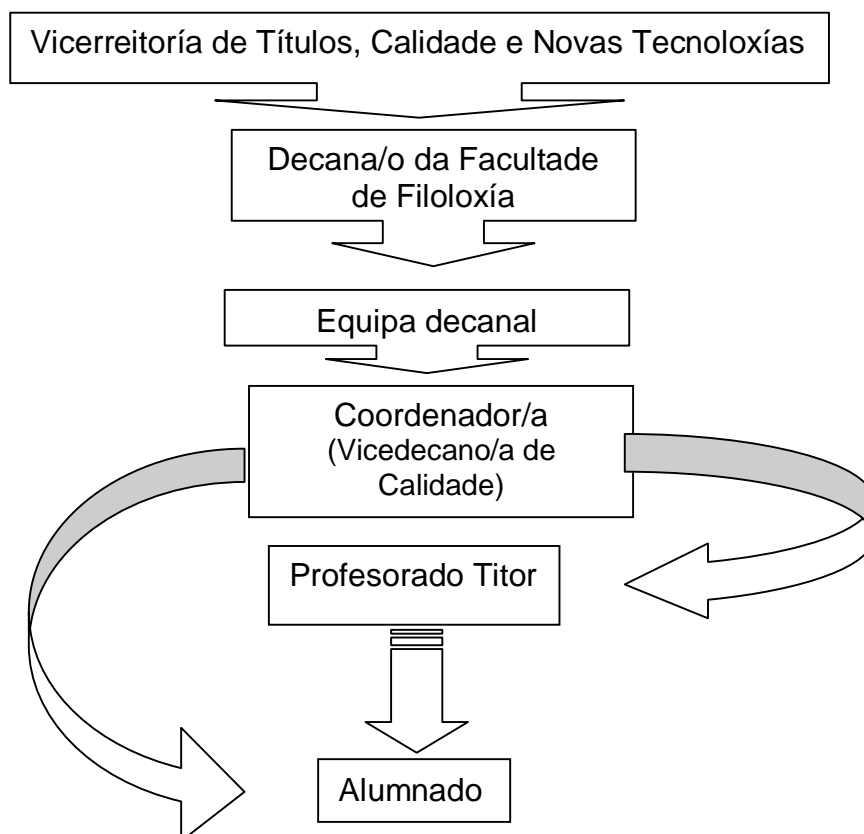 Vicerreitoría de Títulos, Calidade e Novas Tecnoloxías
Decana/o da Facultade
de Filoloxía
Equipa decanal
Coordenador/a
(Vicedecano/a de
Calidade)
Profesorado Titor
Alumnado